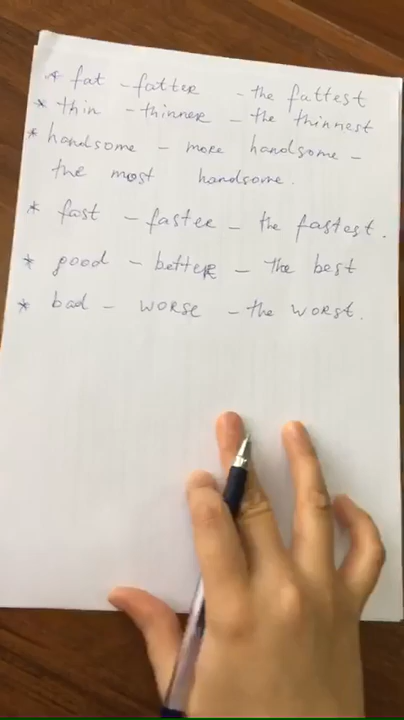 * fat - fatter - the fattest
* thin - thinner - the thinnest
* handsome - more handsome -
the most handsome.
* fast - faster - the fastest.
* good - better - the best
* bad - worse - the worst.